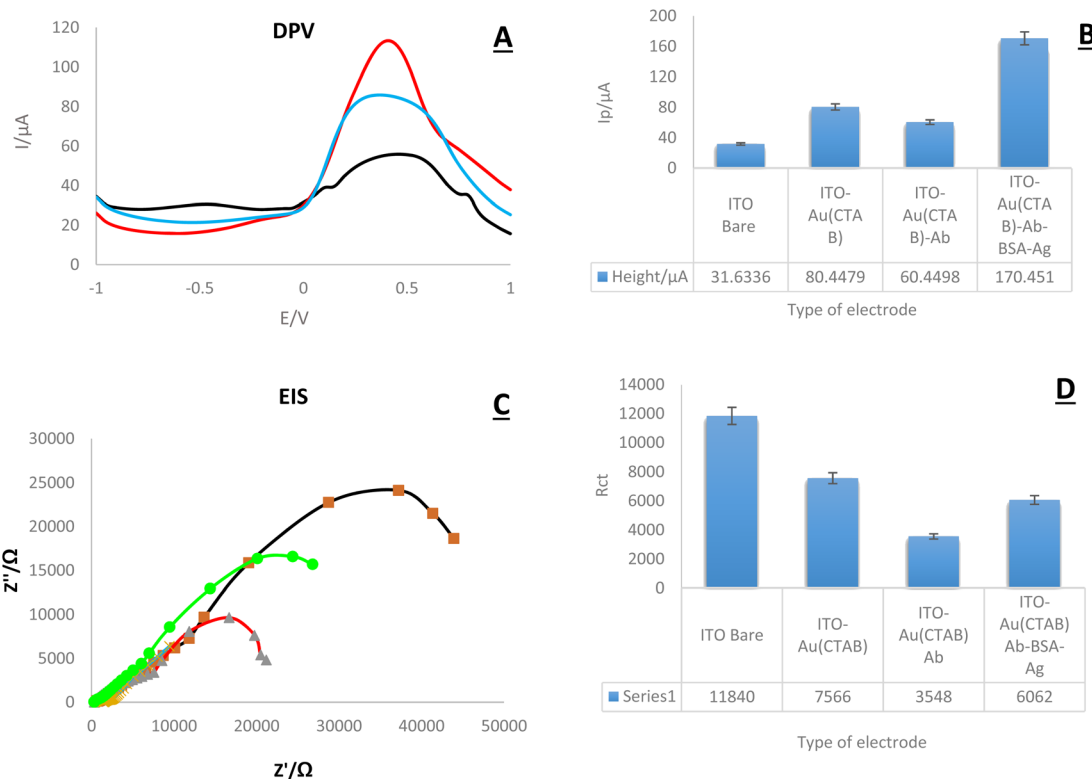 DPV
A
I/µA
120
100
80
60
40
20
0
-1
-0.5
0
0.5
1
E/V
B
Ip/µA
200
160
120
80
40
0
ITO
Bare
ITO-
Au(CTA
B)
ITO-
Au(CTA
B)-Ab
ITO-
Au(CTA
B)-Ab-
BSA-Ag
Height/µA
31.6336
80.4479
60.4498
170.451
Type of electrode
EIS
C
Z''/Ω
30000
25000
20000
15000
10000
5000
0
0
10000
20000
30000
40000
50000
Z'/Ω
D
Rct
14000
12000
10000
8000
6000
4000
2000
0
ITO Bare
ITO-
Au(CTAB)
ITO-
Au(CTAB)
Ab
ITO-
Au(CTAB)
Ab-BSA-
Ag
Series1
11840
7566
3548
6062
Type of electrode